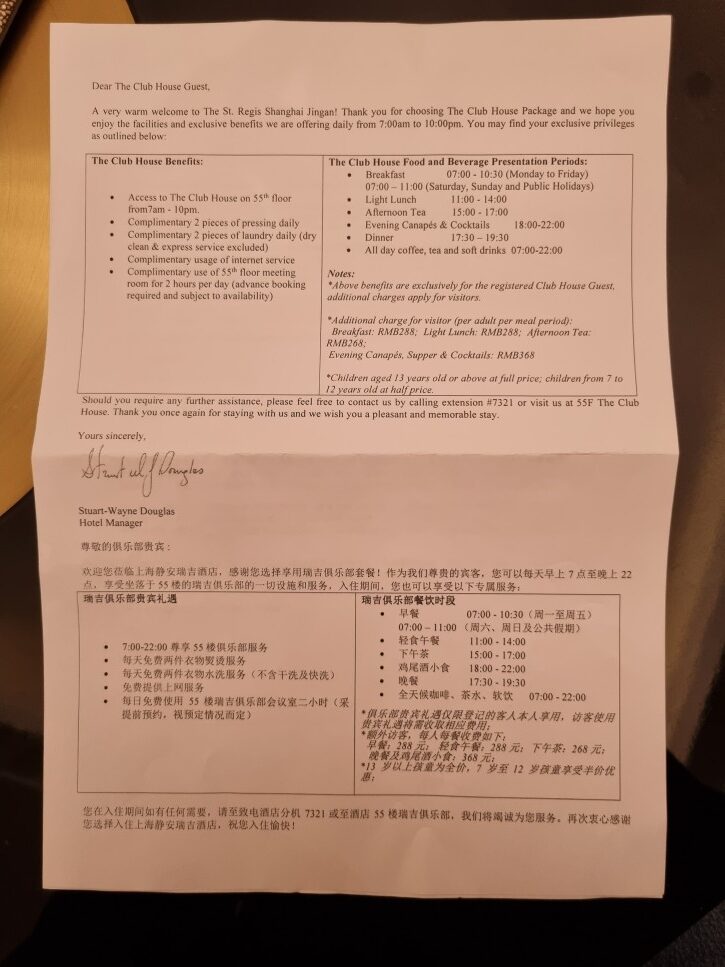 Dear The Club House Guest,
A very warm welcome to The St. Regis Shanghai Jingan! Thank you for choosing The Club House Package and we hope you
enjoy the facilities and exclusive benefits we are offering daily from 7:00am to 10:00pm. You may find your exclusive privileges
as outlined below:
The Club House Benefits:
• Access to The Club House on 55th floor
from7am - 10pm.
• Complimentary 2 pieces of pressing daily
• Complimentary 2 pieces of laundry daily (dry
clean & express service excluded)
• Complimentary usage of internet service
• Complimentary use of 55th floor meeting
room for 2 hours per day (advance booking
required and subject to availability)
The Club House Food and Beverage Presentation Periods:
• Breakfast 07:00 - 10:30 (Monday to Friday)
07:00 – 11:00 (Saturday, Sunday and Public Holidays)
• Light Lunch 11:00 - 14:00
• Afternoon Tea 15:00 - 17:00
• Evening Canapés & Cocktails 18:00-22:00
• Dinner 17:30 – 19:30
• All day coffee, tea and soft drinks 07:00-22:00
Notes:
*Above benefits are exclusively for the registered Club House Guest,
additional charges apply for visitors.
*Additional charge for visitor (per adult per meal period):
Breakfast: RMB288; Light Lunch: RMB288; Afternoon Tea:
RMB268;
Evening Canapés, Supper & Cocktails: RMB368
*Children aged 13 years old or above at full price; children from 7 to
12 years old at half price.
Should you require any further assistance, please feel free to contact us by calling extension #7321 or visit us at 55F The Club
House. Thank you once again for staying with us and we wish you a pleasant and memorable stay.
Yours sincerely,
Stuart-Wayne Douglas
Hotel Manager
尊敬的俱乐部贵宾：
欢迎您莅临上海静安瑞吉酒店，感谢您选择享用瑞吉俱乐部套餐！作为我们尊贵的宾客，您可以每天早上 7 点至晚上 22
点，享受坐落于 55 楼的瑞吉俱乐部的一切设施和服务，入住期间，您也可以享受以下专属服务：
瑞吉俱乐部贵宾礼遇
• 7:00-22:00 尊享 55 楼俱乐部服务
• 每天免费两件衣物熨烫服务
• 每天免费两件衣物水洗服务（不含干洗及快洗）
• 免费提供上网服务
• 每日免费使用 55 楼瑞吉俱乐部会议室二小时（采
提前预约，视预定情况而定）
瑞吉俱乐部餐饮时段
• 早餐 07:00 - 10:30（周一至周五）
07:00 – 11:00 （周六、周日及公共假期）
• 轻食午餐 11:00 - 14:00
• 下午茶 15:00 - 17:00
• 鸡尾酒小食 18:00 - 22:00
• 晚餐 17:30 - 19:30
• 全天候咖啡、茶水、软饮 07:00 - 22:00
*俱乐部贵宾礼遇仅限登记的客人本人享用，访客使用
贵宾礼遇将需收取相应费用；
*额外访客，每人每餐收费如下：
早餐：288 元； 轻食午餐：288 元；下午茶：268 元；
晚餐及鸡尾酒小食：368 元；
*13 岁以上孩童为全价，7 岁至 12 岁孩童享受半价优
惠；
您在入住期间如有任何需要，请至致电酒店分机 7321 或至酒店 55 楼瑞吉俱乐部，我们将竭诚为您服务。再次衷心感谢
您选择入住上海静安瑞吉酒店，祝您入住愉快！